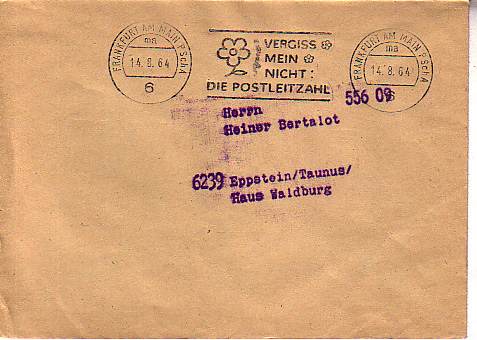 FRANKFURT AM MAIN PSchA
ma
14.8.64
6
VERGISS
MEIN
NICHT:
DIE POSTLEITZAHL
FRANKFURT AM MAIN PSchA
ma
14.8.64
6
556 09
Herrn
Heiner Bertalot
6239 Eppstein/Taunus/
Haus Waldburg